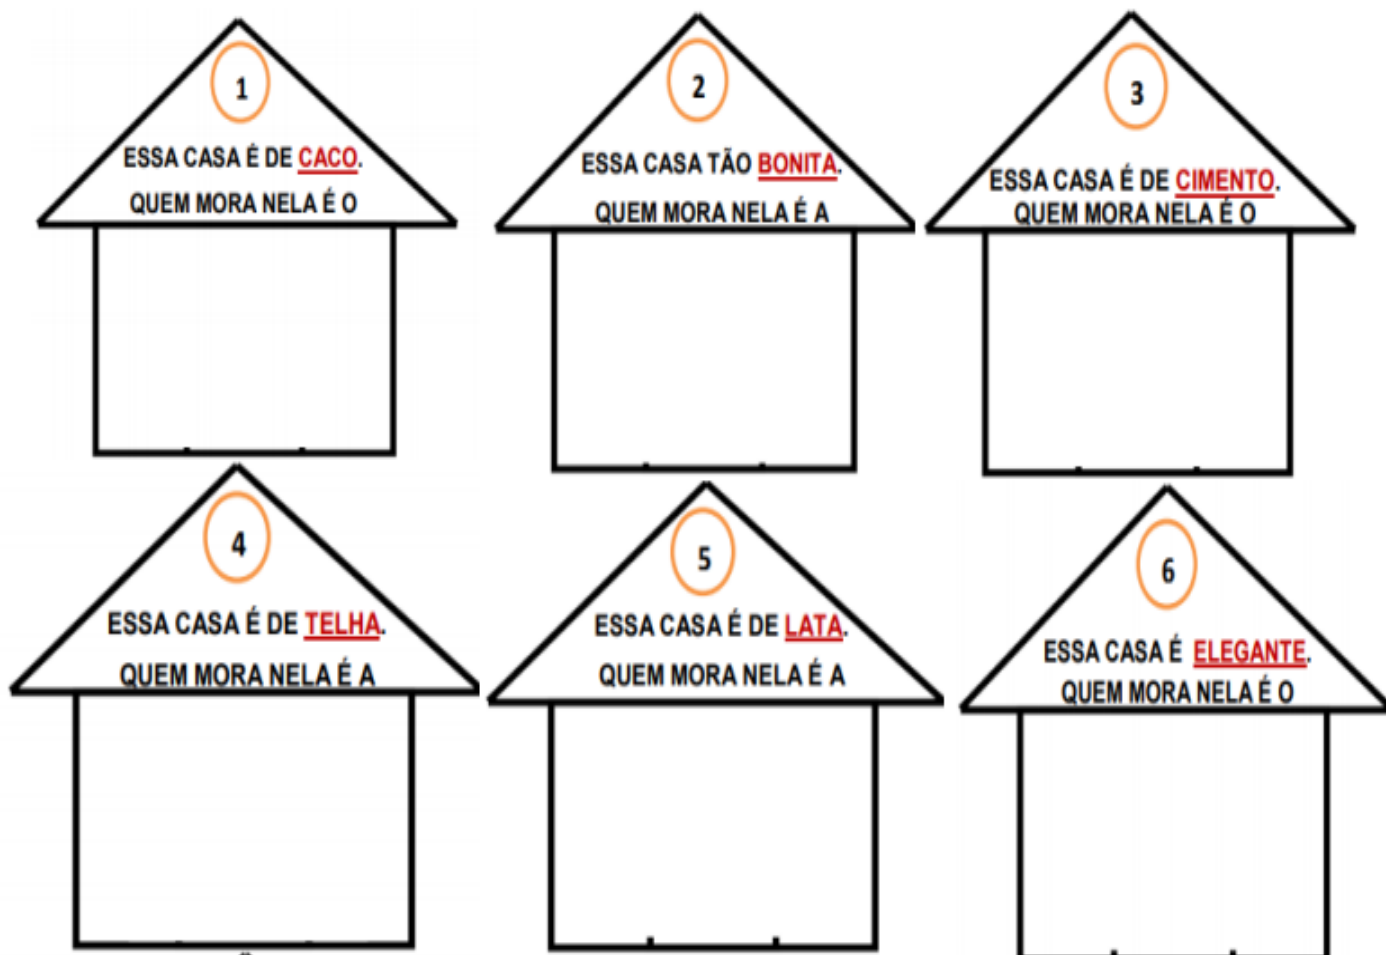 1
ESSA CASA É DE CACO.
QUEM MORA NELA É O
2
ESSA CASA TÃO BONITA.
QUEM MORA NELA É A
3
ESSA CASA É DE CIMENTO.
QUEM MORA NELA É O
4
ESSA CASA É DE TELHA.
QUEM MORA NELA É A
5
ESSA CASA É DE LATA.
QUEM MORA NELA É A
6
ESSA CASA É ELEGANTE.
QUEM MORA NELA É O